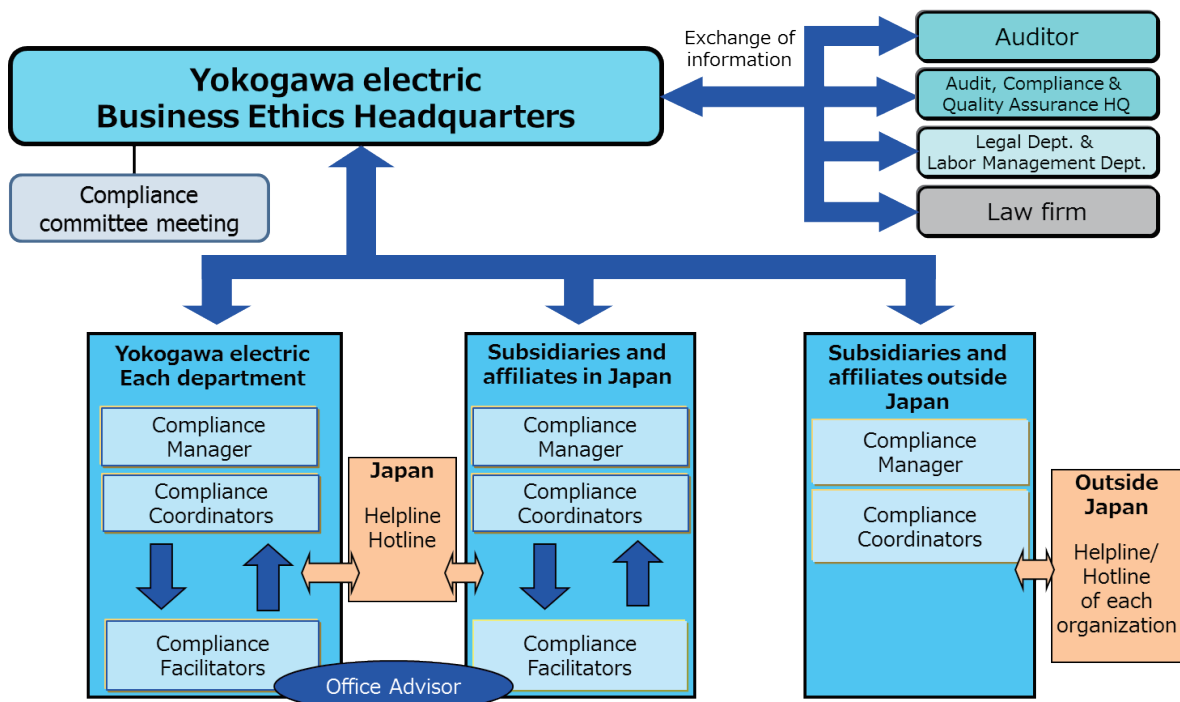 Yokogawa electric
Business Ethics Headquarters
Compliance
committee meeting
Exchange of
information
Auditor
Audit, Compliance &
Quality Assurance HQ
Legal Dept. &
Labor Management Dept.
Law firm
Yokogawa electric
Each department
Compliance
Manager
Compliance
Coordinators
Compliance
Facilitators
Japan
Helpline
Hotline
Subsidiaries and
affiliates in Japan
Compliance
Manager
Compliance
Coordinators
Compliance
Facilitators
Office Advisor
Subsidiaries and
affiliates outside
Japan
Compliance
Manager
Compliance
Coordinators
Outside
Japan
Helpline/
Hotline
of each
organization